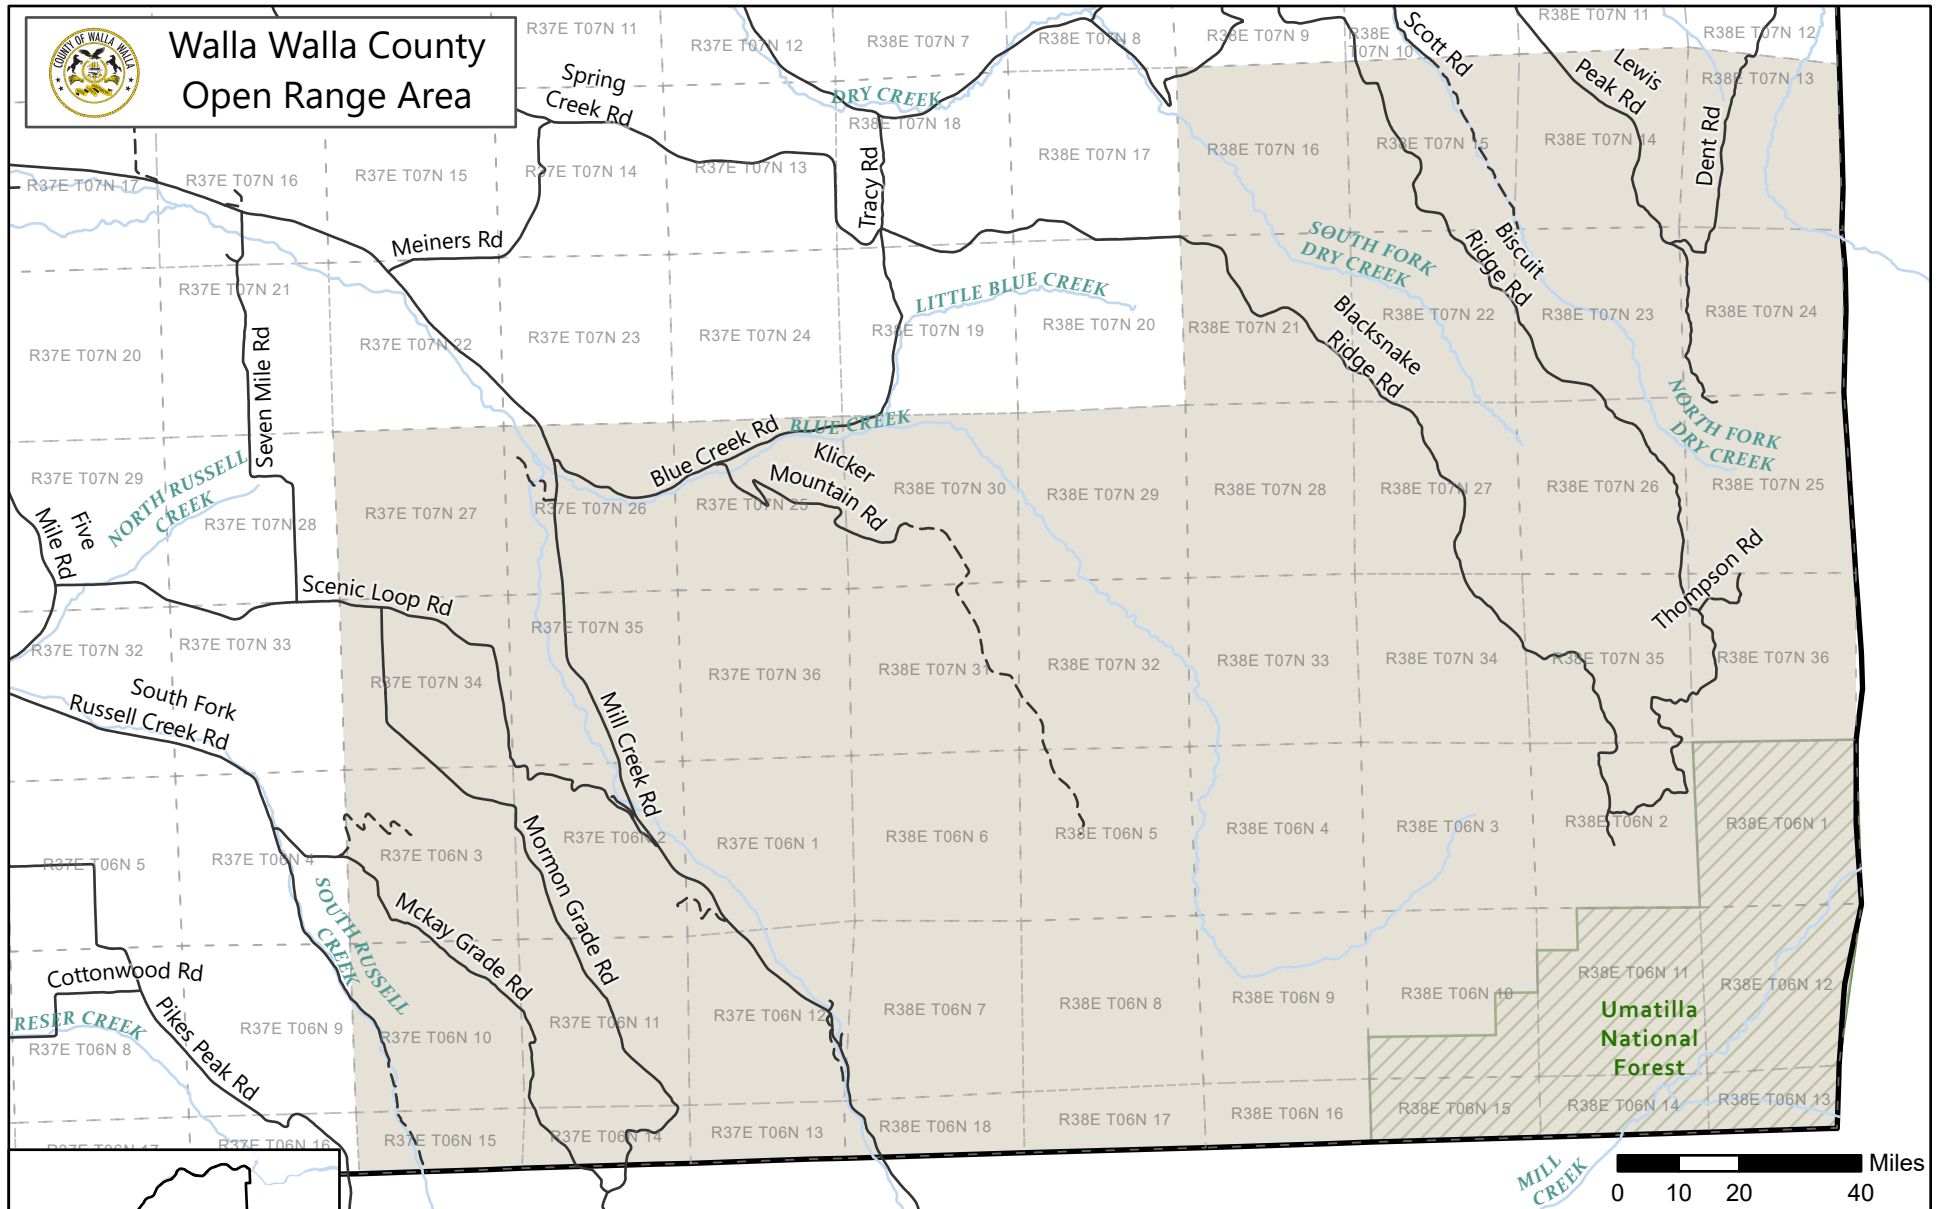 Walla Walla County
Open Range Area
COUNTY OF WALLA WALLA
R37E T07N 11
R37E T07N 12
R38E T07N 7
R38E T07N 8
R38E T07N 9
R38E
T07N 10
R38E T07N 11
R38E T07N 12
Scott Rd
Lewis
Peak Rd
R38E T07N 13
Spring
Creek Rd
DRY CREEK
R38E T07N 18
Dent Rd
R37E T07N 17
R37E T07N 16
R37E T07N 15
R37E T07N 14
R37E T07N 13
Tracy Rd
R38E T07N 17
R38E T07N 16
R38E T07N 15
R38E T07N 14
Meiners Rd
SOUTH FORK
DRY CREEK
Biscuit
Ridge Rd
R37E T07N 21
LITTLE BLUE CREEK
R37E T07N 20
Seven Mile Rd
R37E T07N 22
R37E T07N 23
R37E T07N 24
R38E T07N 19
R38E T07N 20
R38E T07N 21
Blacksnake
Ridge Rd
R38E T07N 22
R38E T07N 23
R38E T07N 24
NORTH FORK
DRY CREEK
BLUE CREEK
Blue Creek Rd
Klicker
Mountain Rd
R37E T07N 29
NORTH RUSSELL
CREEK
R37E T07N 28
R37E T07N 27
R37E T07N 26
R37E T07N 25
R38E T07N 30
R38E T07N 29
R38E T07N 28
R38E T07N 27
R38E T07N 26
R38E T07N 25
Five
Mile Rd
Scenic Loop Rd
Thompson Rd
R37E T07N 32
R37E T07N 33
R37E T07N 34
R37E T07N 35
R37E T07N 36
R38E T07N 31
R38E T07N 32
R38E T07N 33
R38E T07N 34
R38E T07N 35
R38E T07N 36
South Fork
Russell Creek Rd
Mill Creek Rd
R37E T06N 5
R37E T06N 4
R37E T06N 3
R37E T06N 2
R37E T06N 1
R38E T06N 6
R38E T06N 5
R38E T06N 4
R38E T06N 3
R38E T06N 2
R38E T06N 1
Mormon Grade Rd
Mckay Grade Rd
SOUTH RUSSELL
CREEK
Cottonwood Rd
Pikes Peak Rd
RESER CREEK
R37E T06N 8
R37E T06N 9
R37E T06N 10
R37E T06N 11
R37E T06N 12
R38E T06N 7
R38E T06N 8
R38E T06N 9
R38E T06N 10
R38E T06N 11
R38E T06N 12
Umatilla
National
Forest
R37E T06N 17
R37E T06N 16
R37E T06N 15
R37E T06N 14
R37E T06N 13
R38E T06N 18
R38E T06N 17
R38E T06N 16
R38E T06N 15
R38E T06N 14
R38E T06N 13
MILL
CREEK
Miles
0 10 20 40